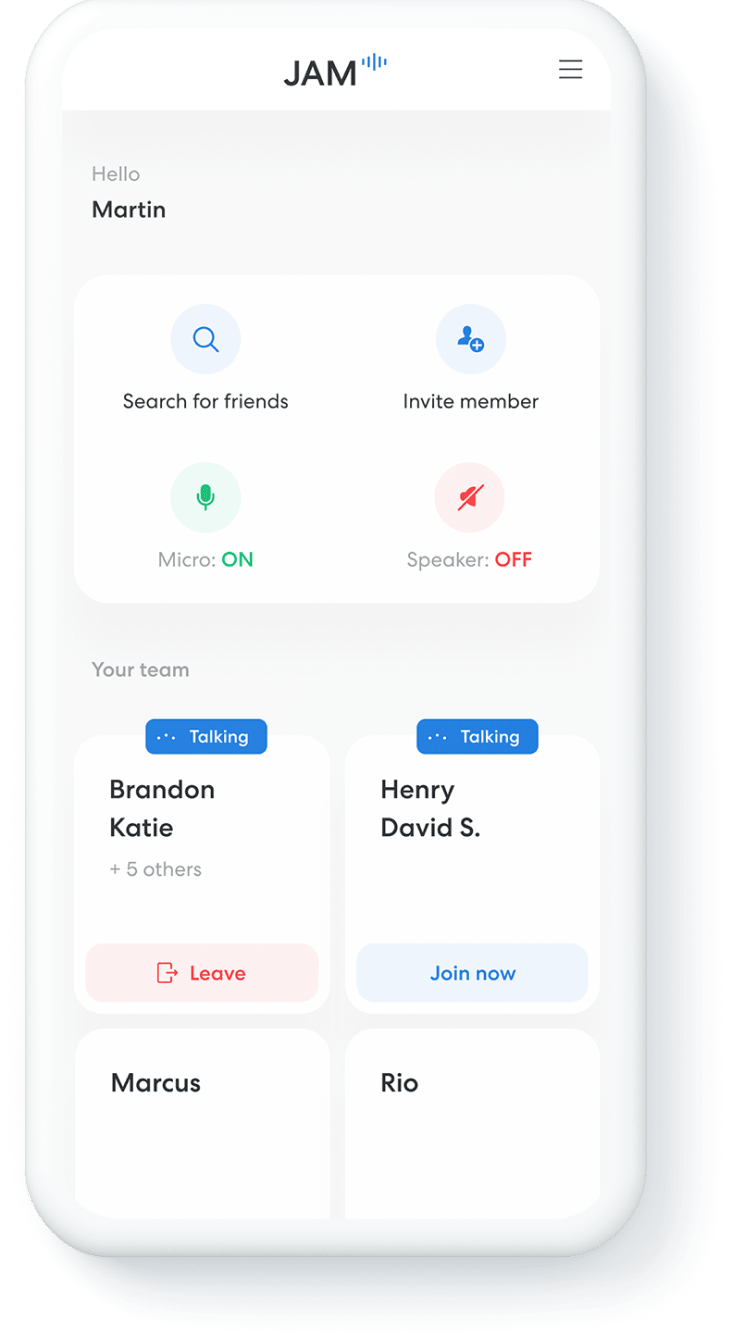 JAM
Hello
Martin
Search for friends
Invite member
Micro: ON
Speaker: OFF
Your team
Talking
Talking
Brandon
Katie
+ 5 others
Henry
David S.
Leave
Join now
Marcus
Rio